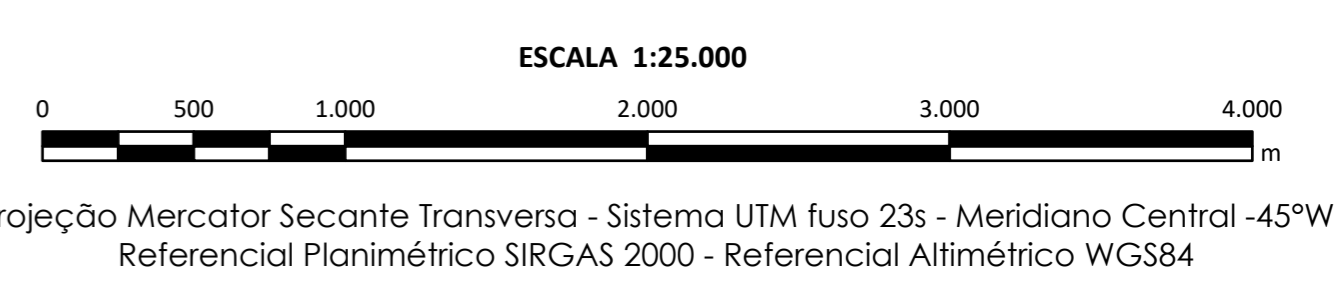 ESCALA 1:25.000
0 500 1.000 2.000 3.000 4.000
m
rojeção Mercator Secante Transversa - Sistema UTM fuso 23s - Meridiano Central -45°W
Referencial Planimétrico SIRGAS 2000 - Referencial Altimétrico WGS84